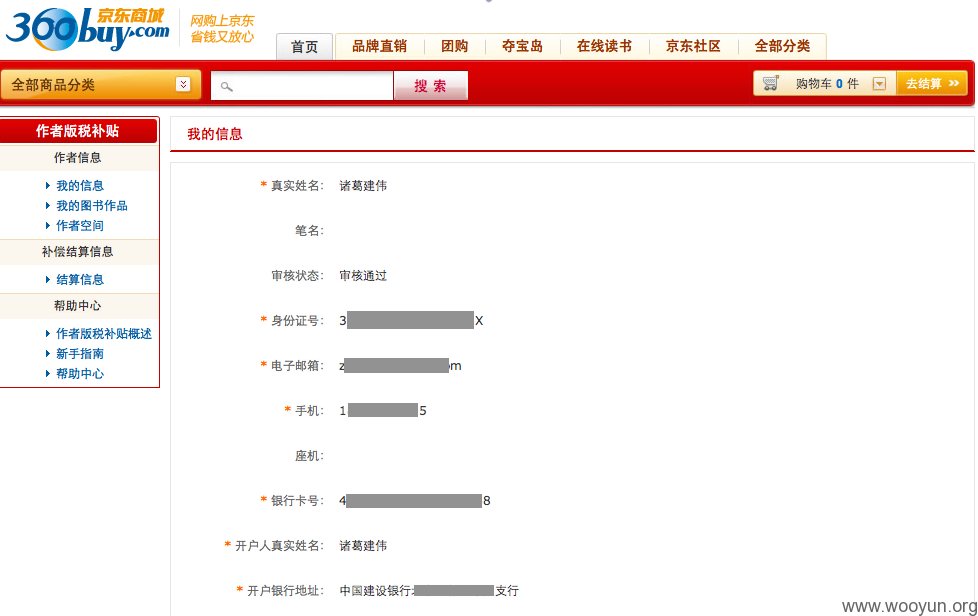 360buy.com 京东商城
网购上京东
省钱又放心
首页 品牌直销 团购 夺宝岛 在线读书 京东社区 全部分类
全部商品分类 搜 索 购物车 0 件 去结算 »
作者版税补贴
作者信息
我的信息
我的图书作品
作者空间
补偿结算信息
结算信息
帮助中心
作者版税补贴概述
新手指南
帮助中心
我的信息
* 真实姓名: 诸葛建伟
笔名:
审核状态: 审核通过
* 身份证号: 3 X
* 电子邮箱: z om
* 手机: 1 5
座机:
* 银行卡号: 4 8
* 开户人真实姓名: 诸葛建伟
* 开户银行地址: 中国建设银行 支行
www.wooyun.org